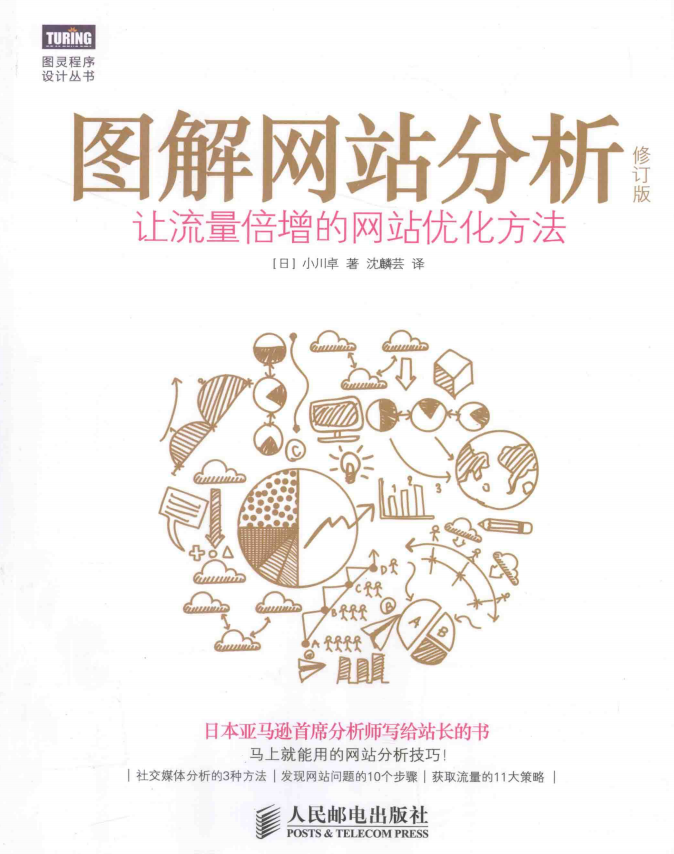 TURING
图灵程序
设计丛书
图解网站分析
修订版
让流量倍增的网站优化方法
[日] 小川卓 著 沈麟芸 译
C
1 2
3
D
C
B
A
B
A B
日本亚马逊首席分析师写给站长的书
马上就能用的网站分析技巧!
| 社交媒体分析的3种方法 | 发现网站问题的10个步骤 | 获取流量的11大策略 |
人民邮电出版社
POSTS & TELECOM PRESS